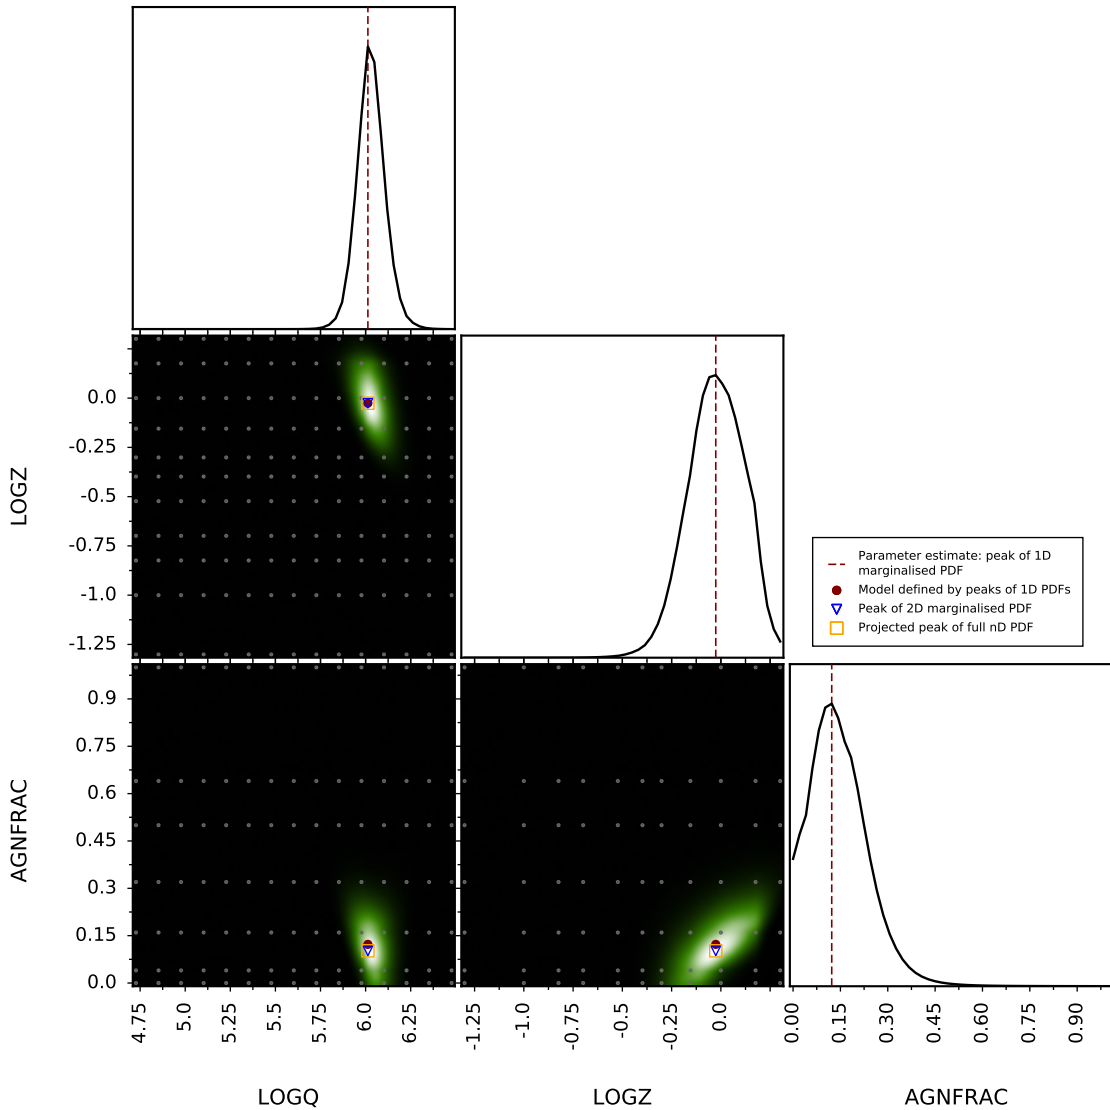 0.0
-0.25
-0.5
-0.75
-1.0
-1.25
LOGZ
Parameter estimate: peak of 1D
marginalised PDF
Model defined by peaks of 1D PDFs
Peak of 2D marginalised PDF
Projected peak of full nD PDF
0.9
0.75
0.6
0.45
0.3
0.15
0.0
AGNFRAC
4.75 5.0 5.25 5.5 5.75 6.0 6.25
-1.25 -1.0 -0.75 -0.5 -0.25 0.0
0.00 0.15 0.30 0.45 0.60 0.75 0.90
LOGQ LOGZ AGNFRAC